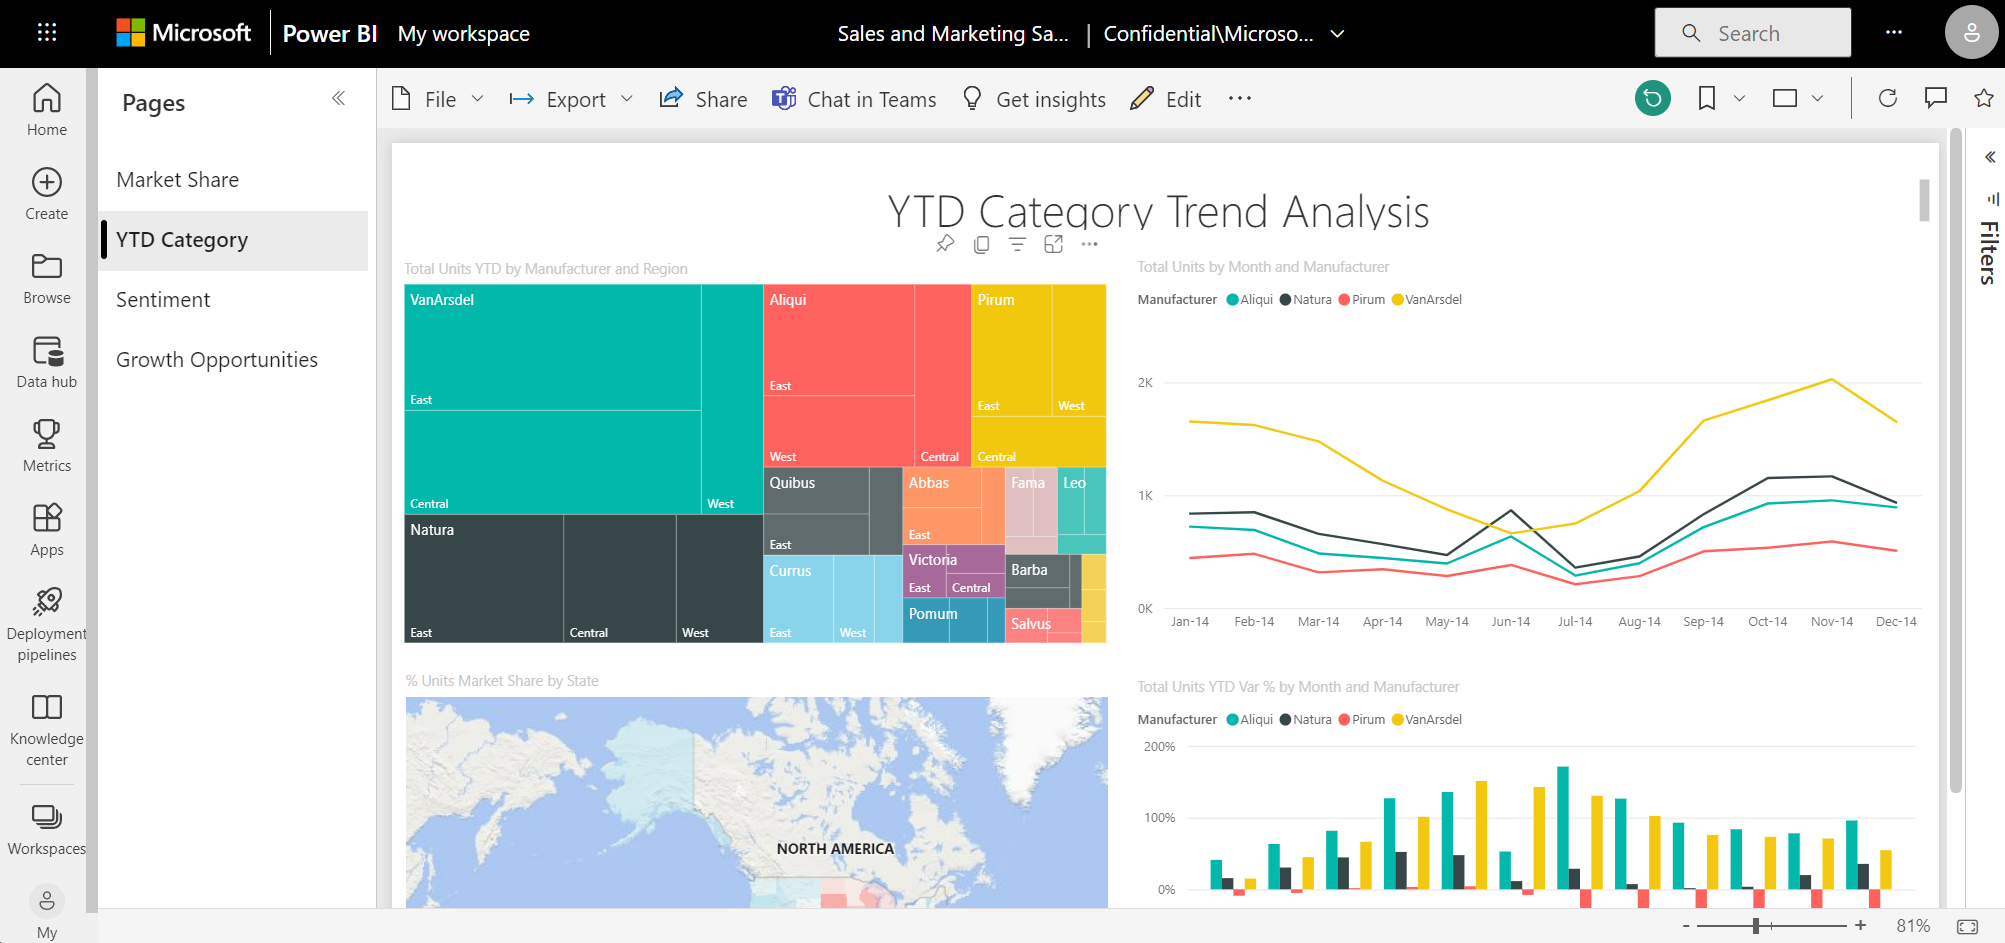 Microsoft Power BI My workspace
Sales and Marketing Sa... | Confidential\Microso...
Search
Home
Create
Browse
Data hub
Metrics
Apps
Deployment
pipelines
Knowledge
center
Workspaces
My
Pages
Market Share
YTD Category
Sentiment
Growth Opportunities
File Export Share Chat in Teams Get insights Edit
Filters
YTD Category Trend Analysis
Total Units YTD by Manufacturer and Region
VanArsdel
East
Central
West
Natura
East
Central
West
Aliqui
East
West
Central
Pirum
East
West
Central
Quibus
East
Currus
East
West
Abbas
East
Victoria
East
Central
Pomum
Fama
Leo
Barba
Salvus
Total Units by Month and Manufacturer
Manufacturer Aliqui Natura Pirum VanArsdel
2K
1K
0K
Jan-14 Feb-14 Mar-14 Apr-14 May-14 Jun-14 Jul-14 Aug-14 Sep-14 Oct-14 Nov-14 Dec-14
% Units Market Share by State
NORTH AMERICA
Total Units YTD Var % by Month and Manufacturer
Manufacturer Aliqui Natura Pirum VanArsdel
200%
100%
0%
- + 81%